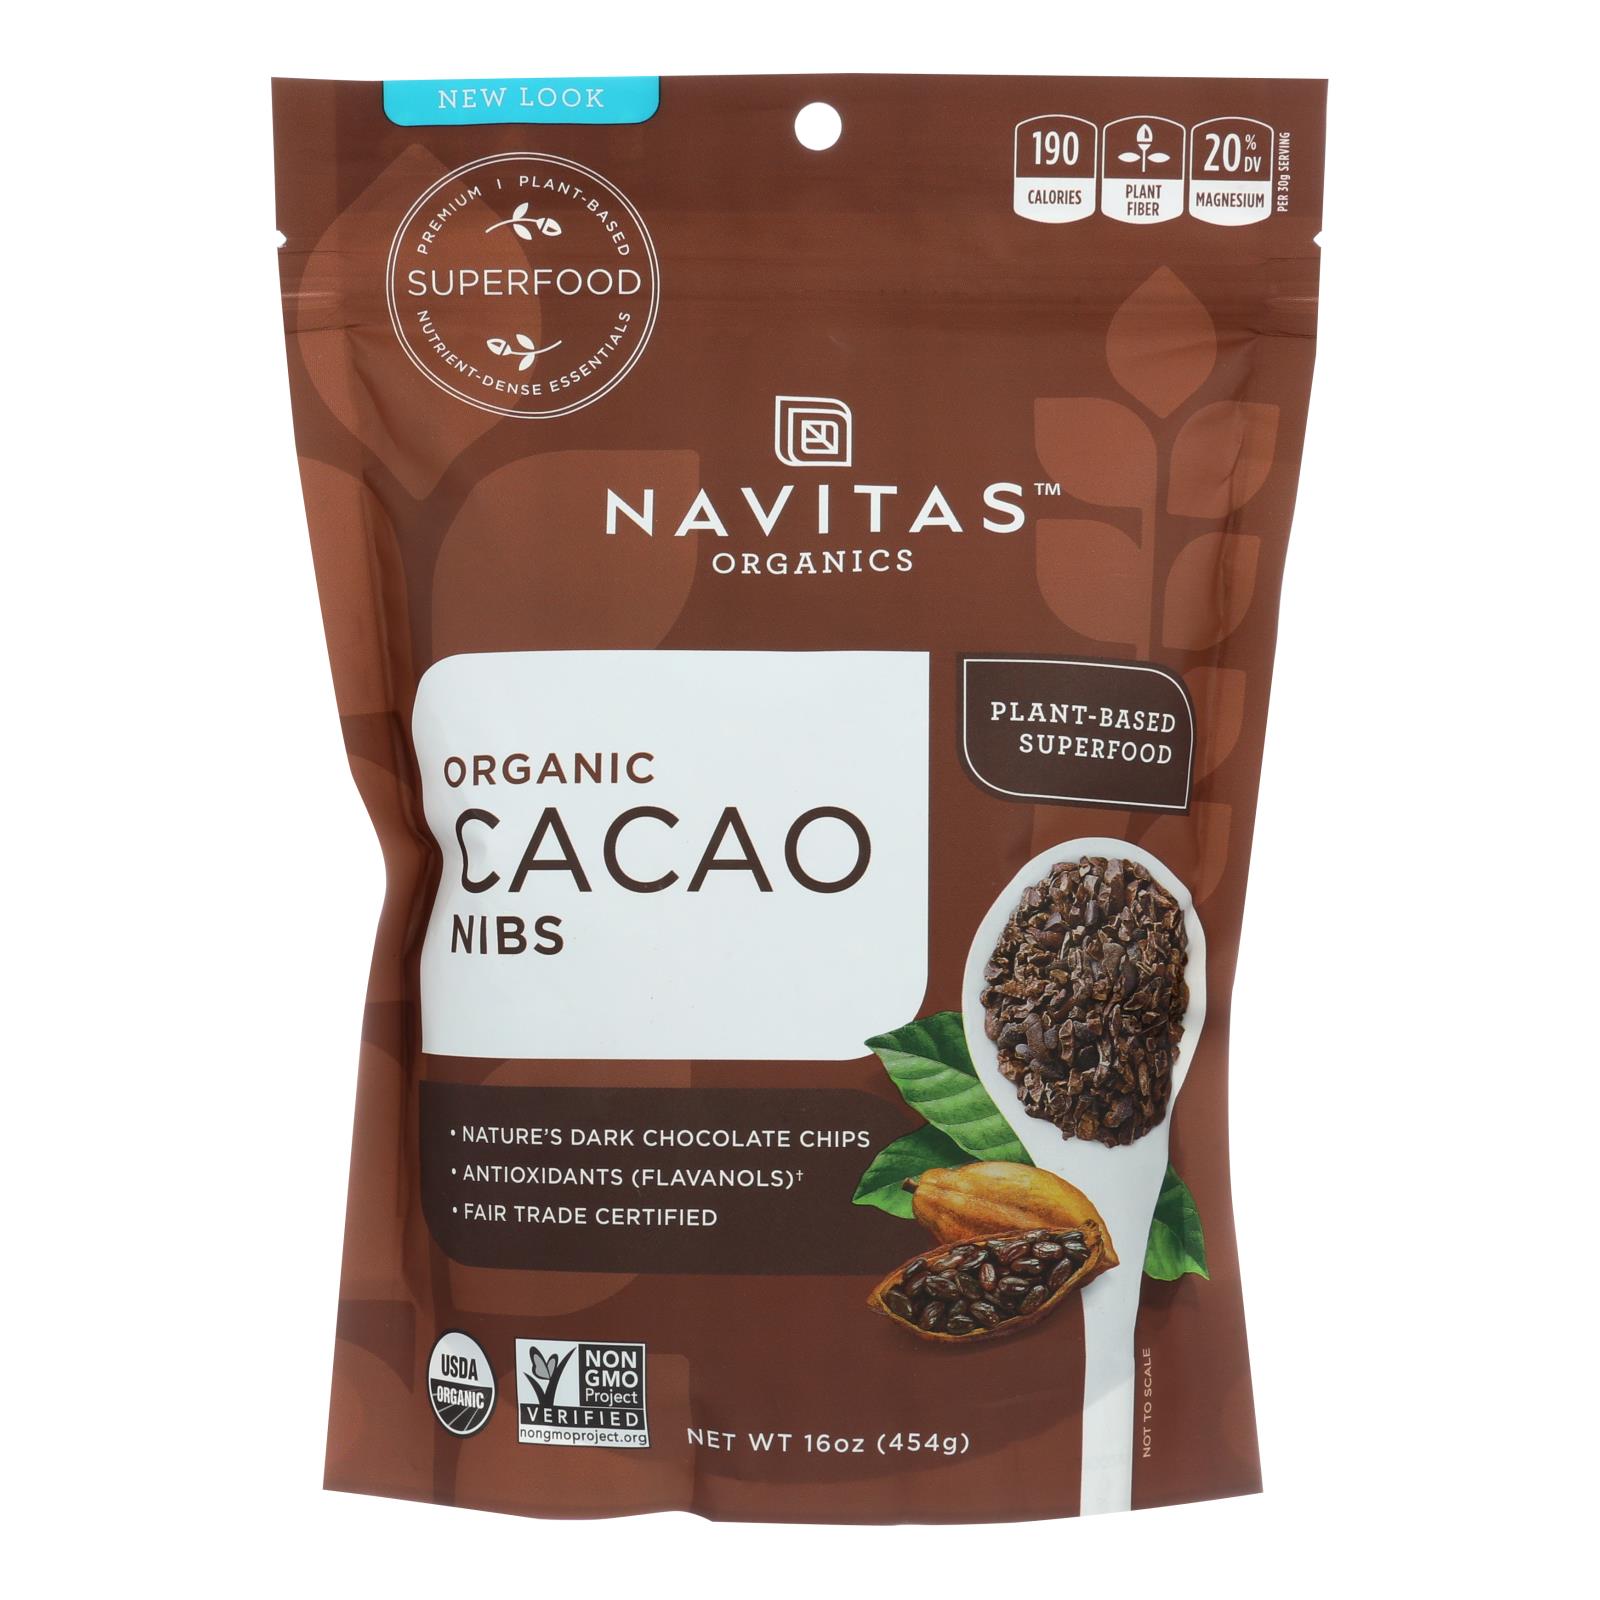 NEW LOOK
190
CALORIES
PLANT
FIBER
20% DV
MAGNESIUM
PER 30g SERVING
PREMIUM | PLANT-BASED
SUPERFOOD
NUTRIENT-DENSE ESSENTIALS
NAVITAS™
ORGANICS
PLANT-BASED
SUPERFOOD
ORGANIC
CACAO
NIBS
• NATURE'S DARK CHOCOLATE CHIPS
• ANTIOXIDANTS (FLAVANOLS)†
• FAIR TRADE CERTIFIED
USDA
ORGANIC
NON
GMO
Project
VERIFIED
nongmoproject.org
NET WT 16oz (454g)
NOT TO SCALE